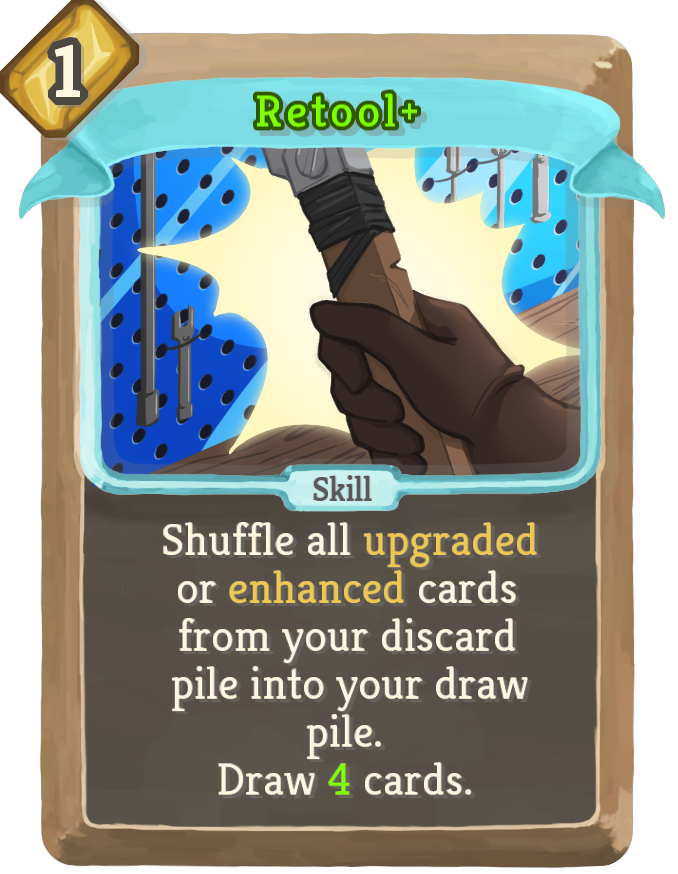 1
Retool+
Skill
Shuffle all upgraded
or enhanced cards
from your discard
pile into your draw
pile.
Draw 4 cards.